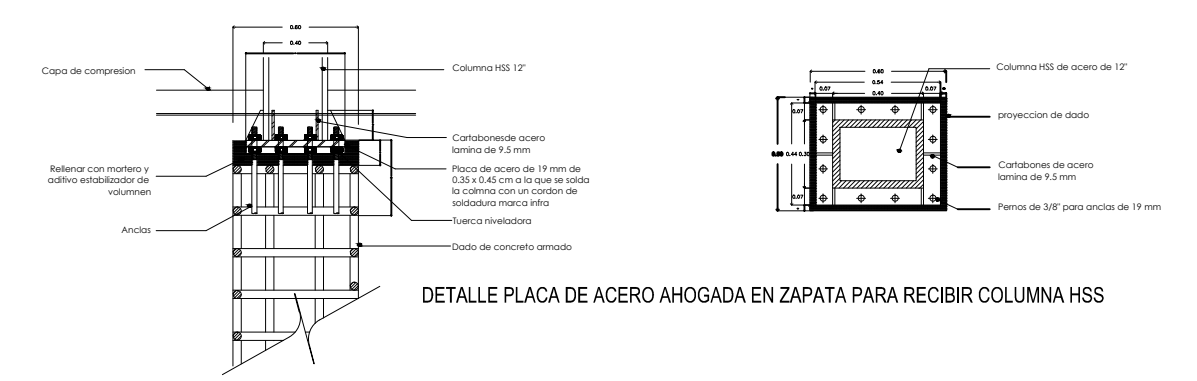 0.60
0.40
Capa de compresion
Columna HSS 12"
Cartabonesde acero
lamina de 9.5 mm
Rellenar con mortero y
aditivo estabilizador de
volumnen
Placa de acero de 19 mm de
0.35 x 0.45 cm a la que se solda
la colmna con un cordon de
soldadura marca infra
Anclas
Tuerca niveladora
Dado de concreto armado
0.60
0.54
0.07
0.40
0.07
Columna HSS de acero de 12"
proyeccion de dado
0.07
0.44
0.30
0.07
Cartabones de acero
lamina de 9.5 mm
Pernos de 3/8" para anclas de 19 mm
DETALLE PLACA DE ACERO AHOGADA EN ZAPATA PARA RECIBIR COLUMNA HSS